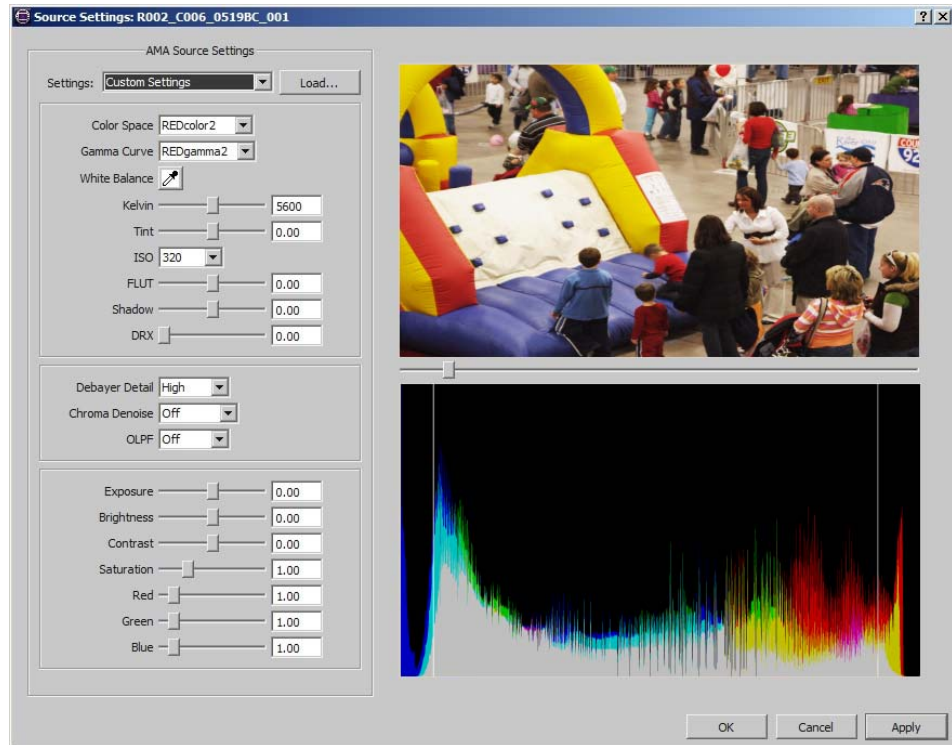 Source Settings: R002_C006_0519BC_001
AMA Source Settings
Settings: Custom Settings Load...
Color Space REDcolor2
Gamma Curve REDgamma2
White Balance
Kelvin 5600
Tint 0.00
ISO 320
FLUT 0.00
Shadow 0.00
DRX 0.00
Debayer Detail High
Chroma Denoise Off
OLPF Off
Exposure 0.00
Brightness 0.00
Contrast 0.00
Saturation 1.00
Red 1.00
Green 1.00
Blue 1.00
92
OK Cancel Apply